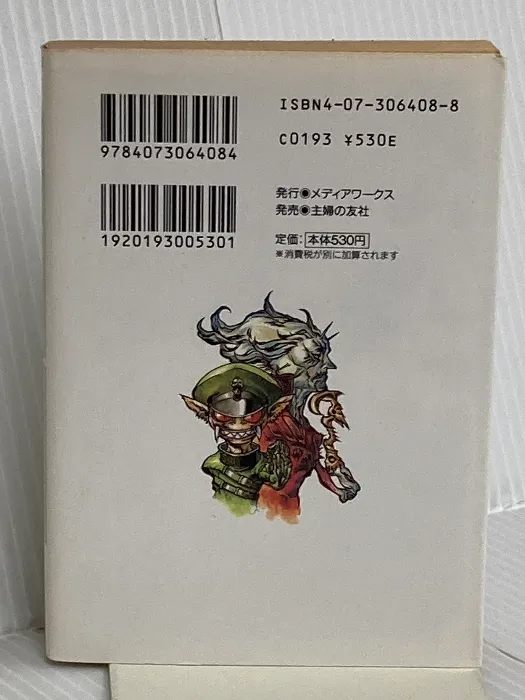 ISBN4-07-306408-8
9784073064084
C0193 ¥530E
発行◉メディアワークス
発売◉主婦の友社
1920193005301
定価:本体530円
※消費税が別に加算されます